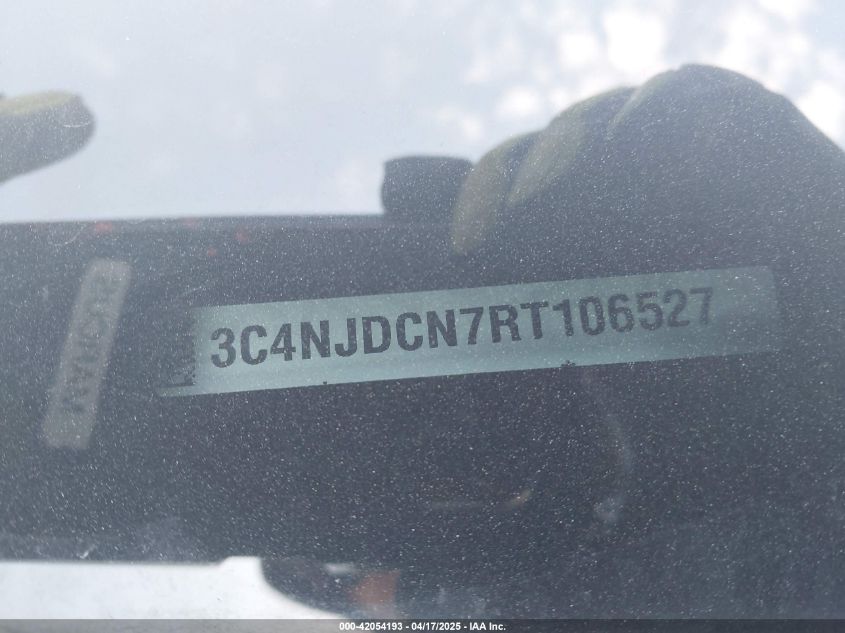 3C4NJDCN7RT106527
000-42054193 - 04/17/2025 - IAA Inc.